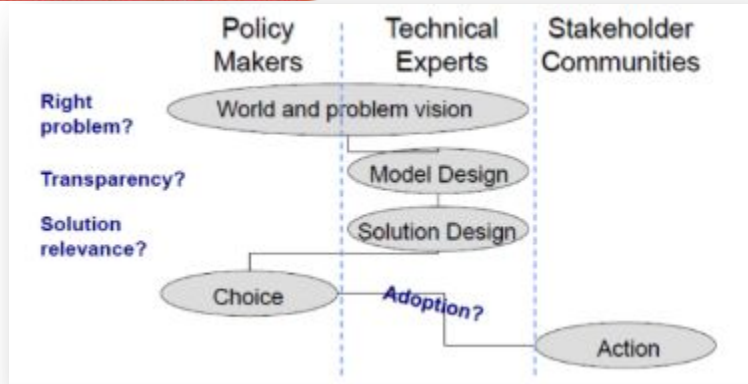 Policy
Makers
Technical
Experts
Stakeholder
Communities
Right
problem?
World and problem vision
Transparency?
Model Design
Solution
relevance?
Solution Design
Choice
Adoption?
Action